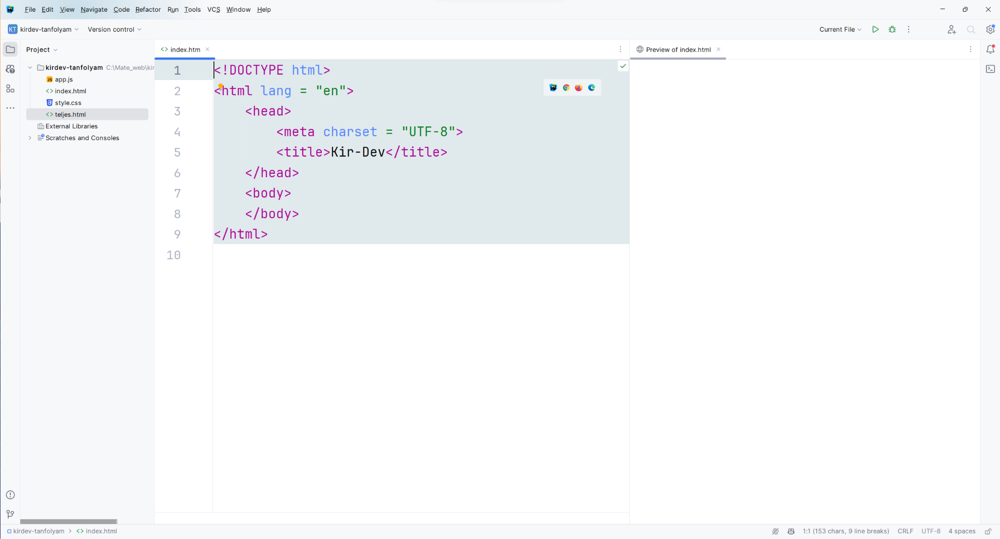 File Edit View Navigate Code Refactor Run Tools VCS Window Help
KT kirdev-tanfolyam Version control Current File
Project
index.htm
Preview of index.html
kirdev-tanfolyam C:\Mate_web\kir
JS app.js
<> index.html
style.css
<> teljes.html
External Libraries
Scratches and Consoles
1 <!DOCTYPE html>
2 <html lang = "en">
3 <head>
4 <meta charset = "UTF-8">
5 <title>Kir-Dev</title>
6 </head>
7 <body>
8 </body>
9 </html>
10
kirdev-tanfolyam > <> index.html 1:1 (153 chars, 9 line breaks) CRLF UTF-8 4 spaces